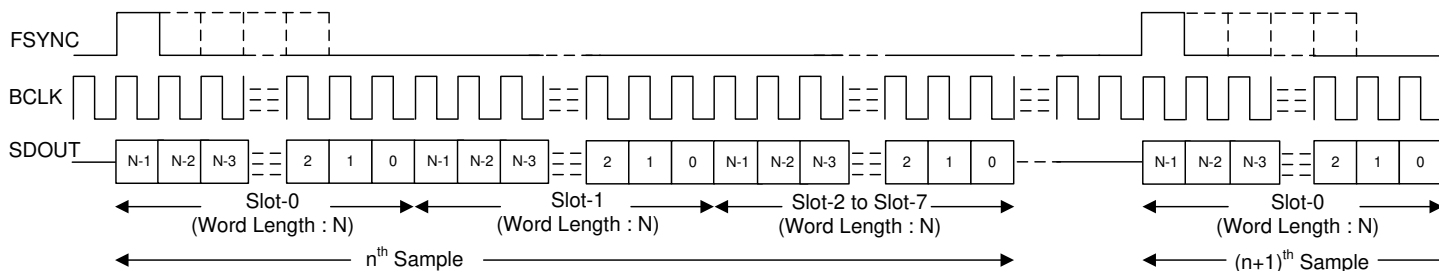 FSYNC
BCLK
SDOUT N-1 N-2 N-3 2 1 0 N-1 N-2 N-3 2 1 0 N-1 N-2 N-3 2 1 0 N-1 N-2 N-3 2 1 0
Slot-0 Slot-1 Slot-2 to Slot-7 Slot-0
(Word Length : N) (Word Length : N) (Word Length : N) (Word Length : N)
nth Sample (n+1)th Sample